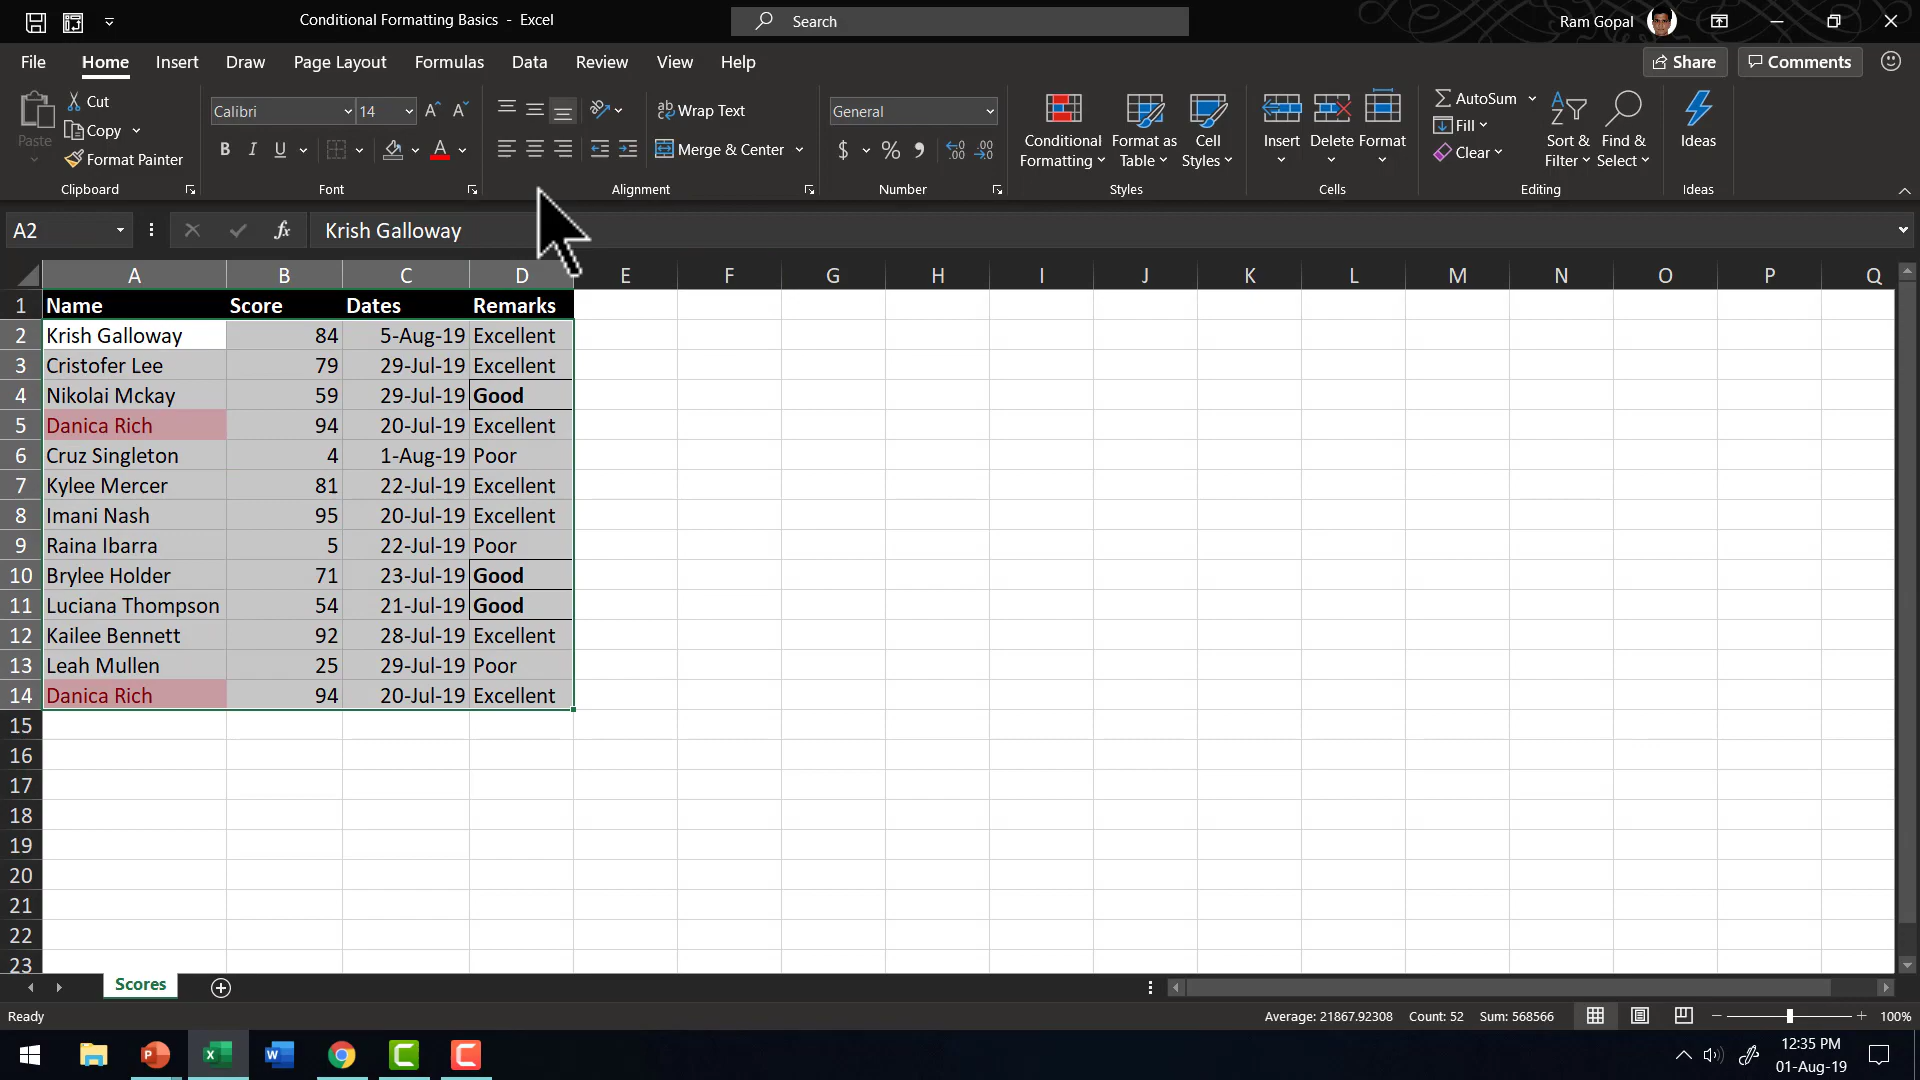 Conditional Formatting Basics - Excel
Search
Ram Gopal
File Home Insert Draw Page Layout Formulas Data Review View Help
Share Comments
Paste
Cut
Copy
Format Painter
Clipboard
Calibri 14
B I U
Font
Wrap Text
Merge & Center
Alignment
General
$ % ,
Number
Conditional Formatting
Format as Table
Cell Styles
Styles
Insert Delete Format
Cells
AutoSum
Fill
Clear
Sort & Filter
Find & Select
Editing
Ideas
Ideas
A2 fx Krish Galloway
A B C D E F G H I J K L M N O P Q
1 Name Score Dates Remarks
2 Krish Galloway 84 5-Aug-19 Excellent
3 Cristofer Lee 79 29-Jul-19 Excellent
4 Nikolai Mckay 59 29-Jul-19 Good
5 Danica Rich 94 20-Jul-19 Excellent
6 Cruz Singleton 4 1-Aug-19 Poor
7 Kylee Mercer 81 22-Jul-19 Excellent
8 Imani Nash 95 20-Jul-19 Excellent
9 Raina Ibarra 5 22-Jul-19 Poor
10 Brylee Holder 71 23-Jul-19 Good
11 Luciana Thompson 54 21-Jul-19 Good
12 Kailee Bennett 92 28-Jul-19 Excellent
13 Leah Mullen 25 29-Jul-19 Poor
14 Danica Rich 94 20-Jul-19 Excellent
15
16
17
18
19
20
21
22
23
Scores
Ready
Average: 21867.92308 Count: 52 Sum: 568566
100%
12:35 PM
01-Aug-19